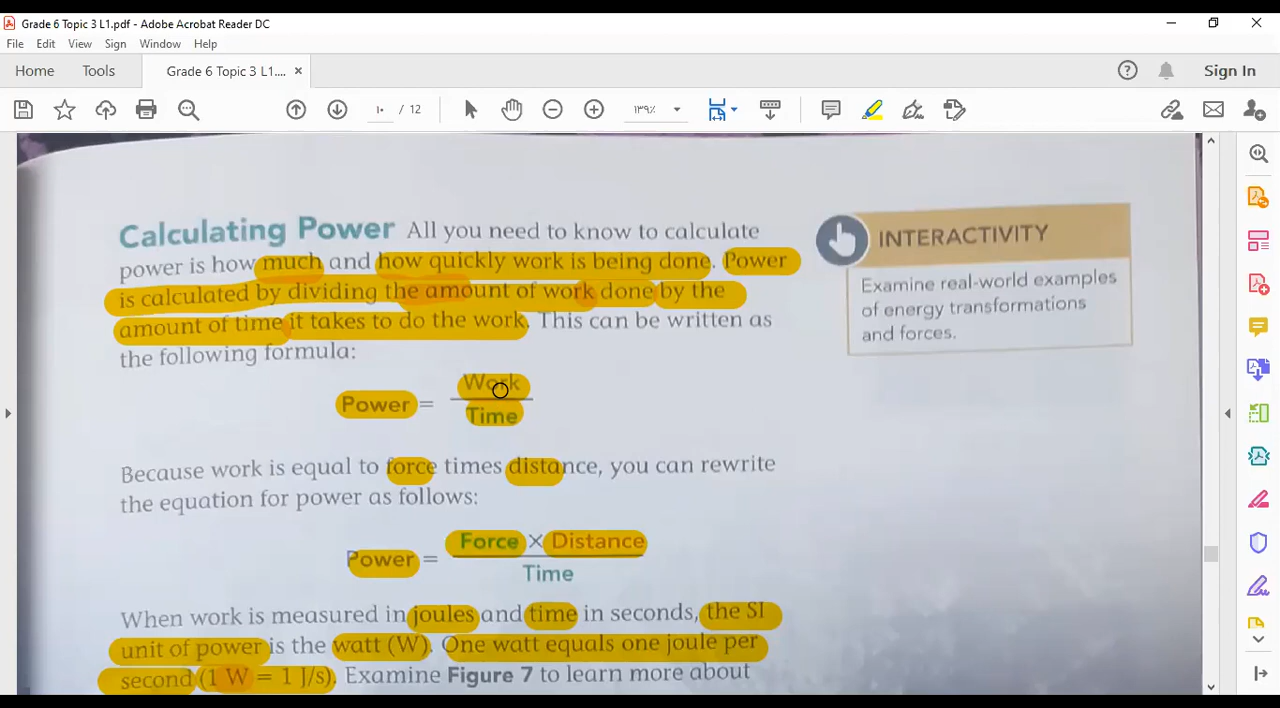 Grade 6 Topic 3 L1.pdf - Adobe Acrobat Reader DC
File Edit View Sign Window Help
Home Tools Grade 6 Topic 3 L1.... × Sign In
١٠ / 12 ١٣٩٪
Calculating Power All you need to know to calculate
power is how much and how quickly work is being done. Power
is calculated by dividing the amount of work done by the
amount of time it takes to do the work. This can be written as
the following formula:
Power = Work
Time
Because work is equal to force times distance, you can rewrite
the equation for power as follows:
Power = Force × Distance
Time
When work is measured in joules and time in seconds, the SI
unit of power is the watt (W). One watt equals one joule per
second (1 W = 1 J/s). Examine Figure 7 to learn more about
INTERACTIVITY
Examine real-world examples
of energy transformations
and forces.